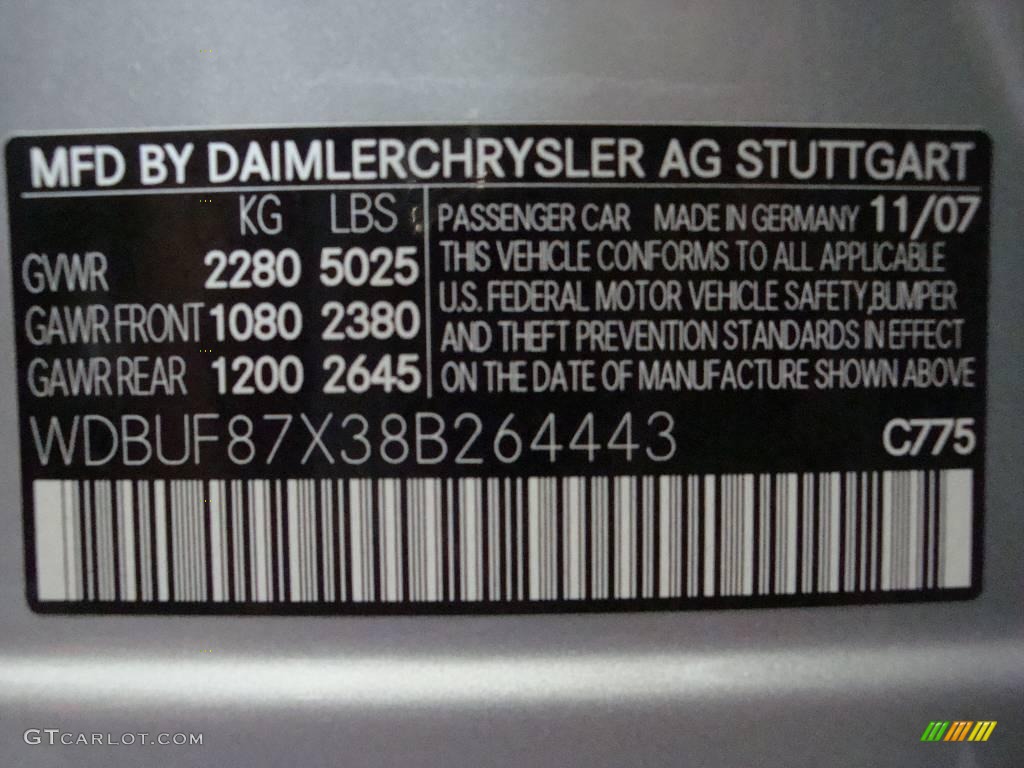 MFD BY DAIMLERCHRYSLER AG STUTTGART
KG LBS
GVWR 2280 5025
GAWR FRONT 1080 2380
GAWR REAR 1200 2645
PASSENGER CAR MADE IN GERMANY 11/07
THIS VEHICLE CONFORMS TO ALL APPLICABLE
U.S. FEDERAL MOTOR VEHICLE SAFETY,BUMPER
AND THEFT PREVENTION STANDARDS IN EFFECT
ON THE DATE OF MANUFACTURE SHOWN ABOVE
WDBUF87X38B264443 C775
GTCARLOT.COM